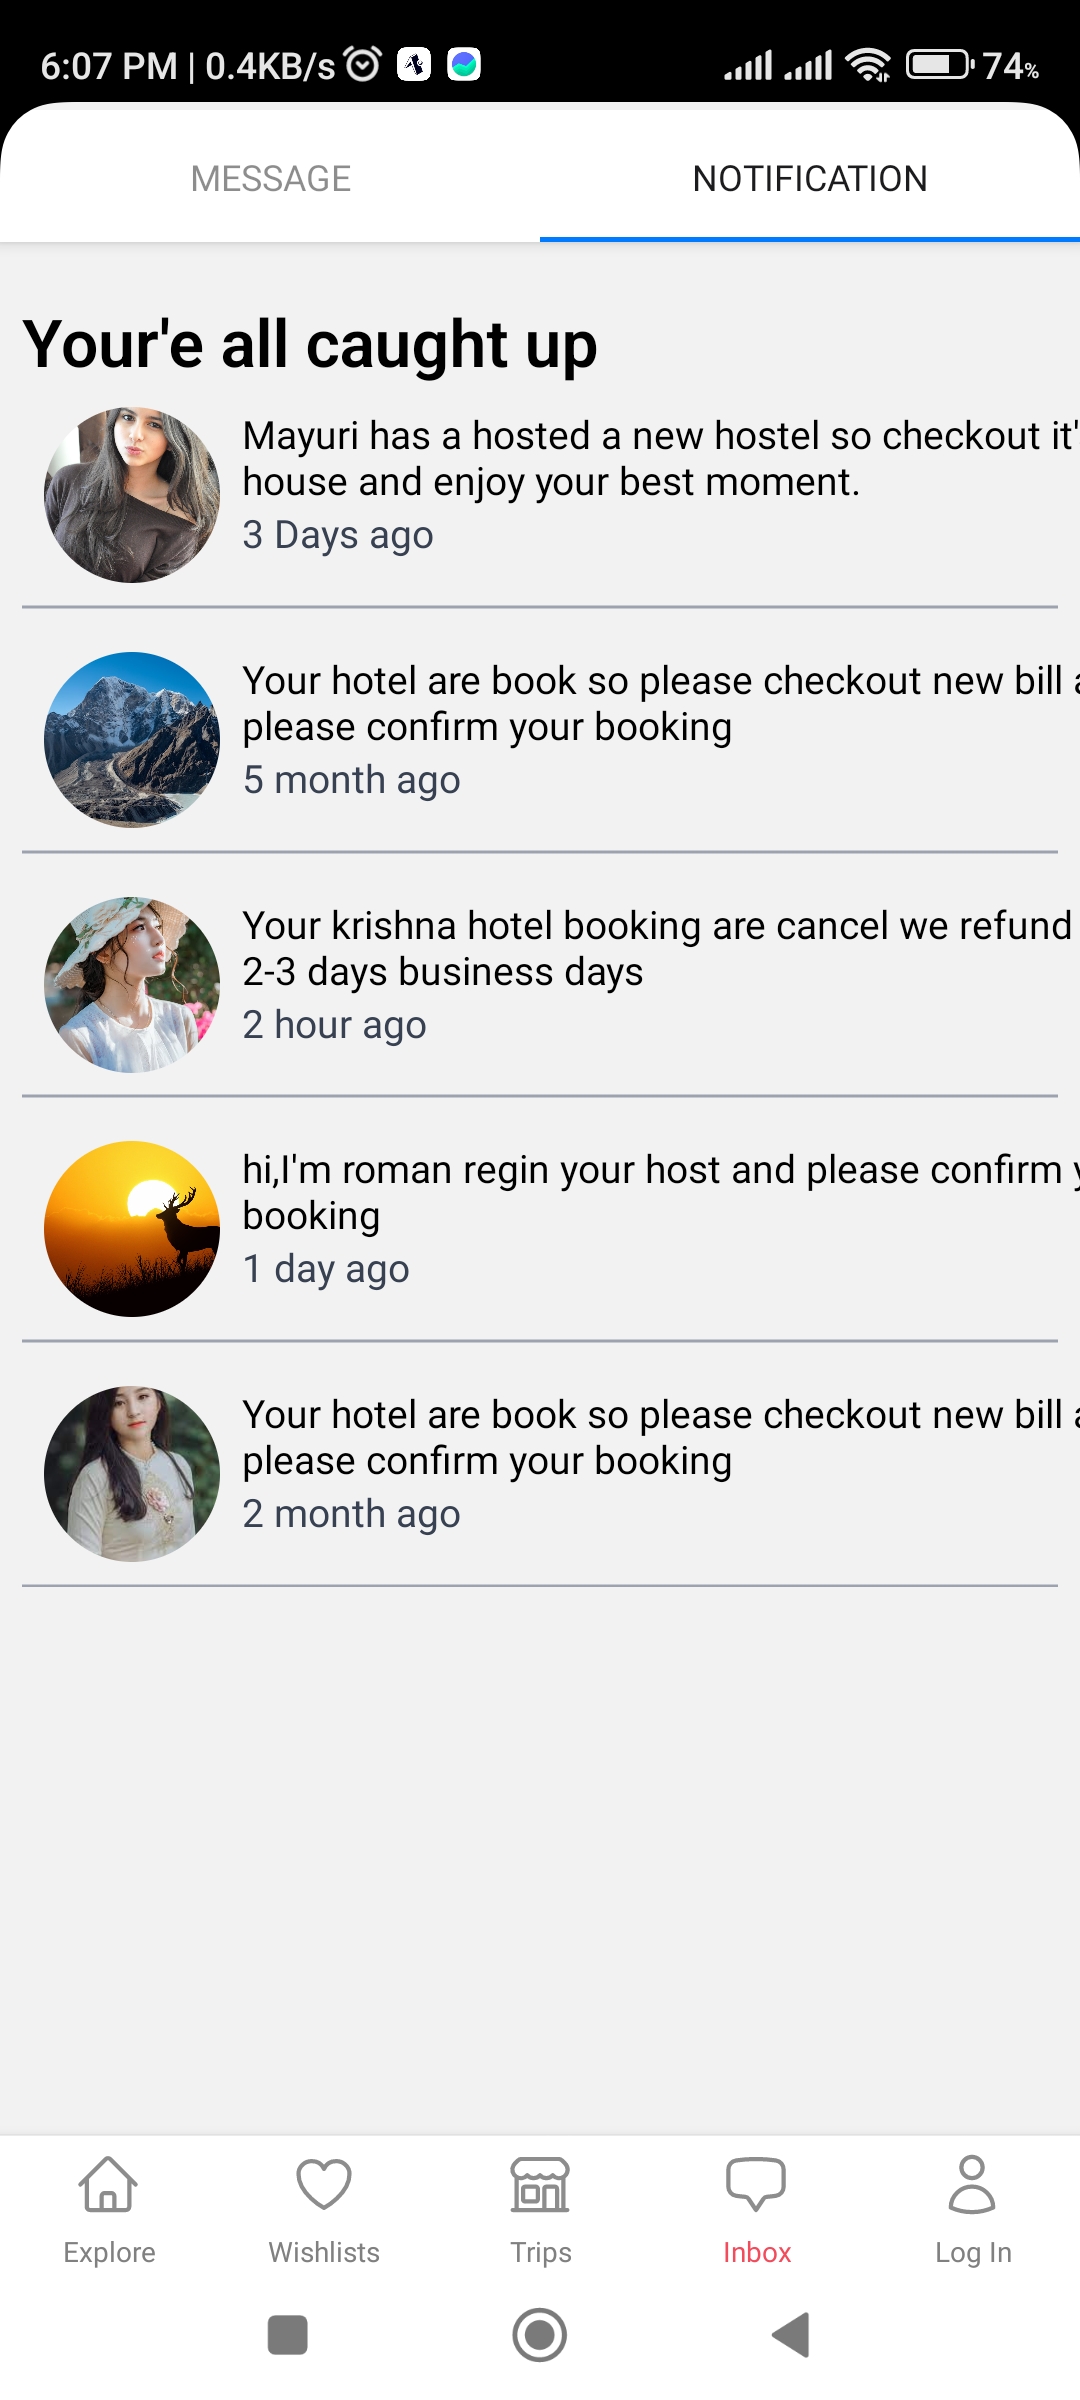 6:07 PM | 0.4KB/s 74%
MESSAGE NOTIFICATION
Your'e all caught up
Mayuri has a hosted a new hostel so checkout it'
house and enjoy your best moment.
3 Days ago
Your hotel are book so please checkout new bill
please confirm your booking
5 month ago
Your krishna hotel booking are cancel we refund
2-3 days business days
2 hour ago
hi,I'm roman regin your host and please confirm
booking
1 day ago
Your hotel are book so please checkout new bill
please confirm your booking
2 month ago
Explore Wishlists Trips Inbox Log In